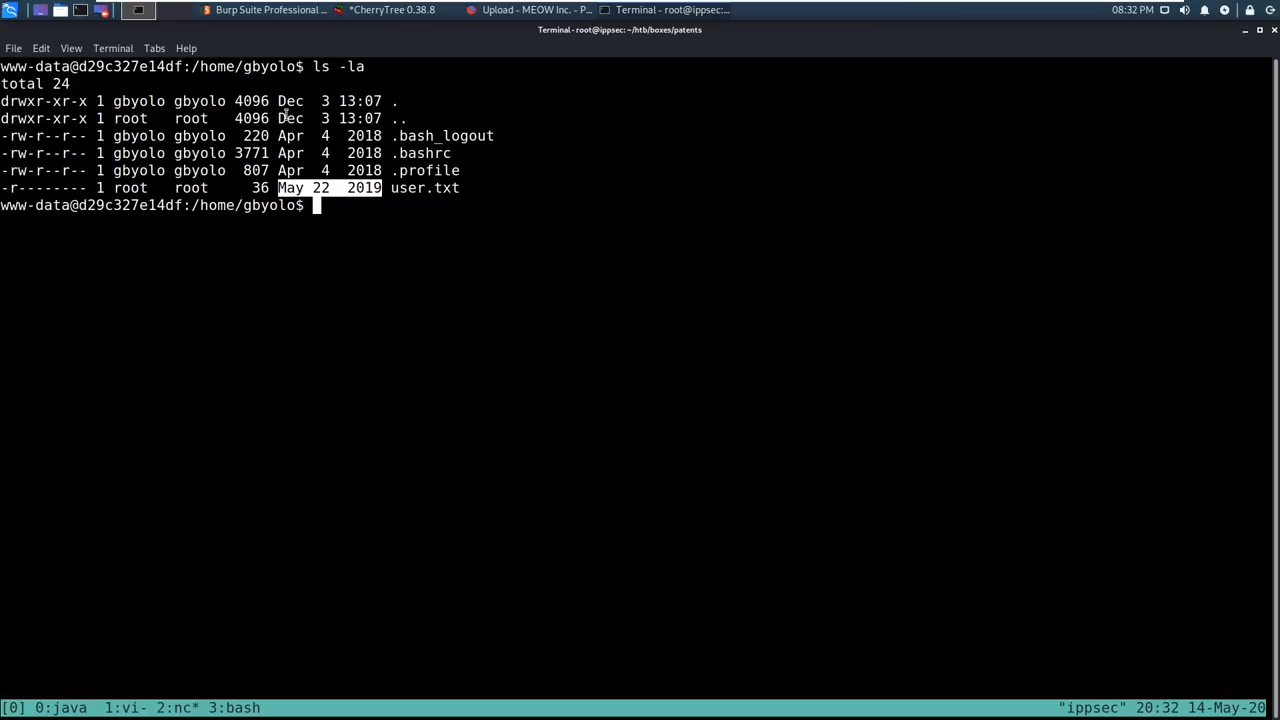 Burp Suite Professional ... *CherryTree 0.38.8 Upload - MEOW Inc. - P... Terminal - root@ippsec:... 08:32 PM
Terminal - root@ippsec: ~/htb/boxes/patents
File Edit View Terminal Tabs Help
www-data@d29c327e14df:/home/gbyolo$ ls -la
total 24
drwxr-xr-x 1 gbyolo gbyolo 4096 Dec  3 13:07 .
drwxr-xr-x 1 root   root   4096 Dec  3 13:07 ..
-rw-r--r-- 1 gbyolo gbyolo  220 Apr  4  2018 .bash_logout
-rw-r--r-- 1 gbyolo gbyolo 3771 Apr  4  2018 .bashrc
-rw-r--r-- 1 gbyolo gbyolo  807 Apr  4  2018 .profile
-r-------- 1 root   root     36 May 22  2019 user.txt
www-data@d29c327e14df:/home/gbyolo$
[0] 0:java  1:vi- 2:nc* 3:bash "ippsec" 20:32 14-May-20